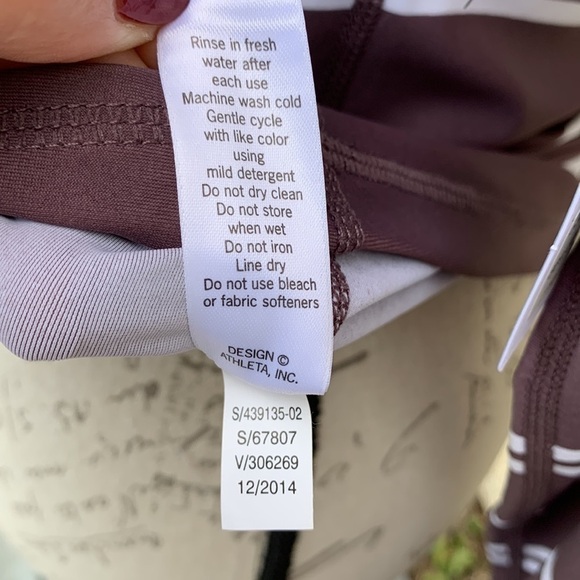 Rinse in fresh
water after
each use
Machine wash cold
Gentle cycle
with like color
using
mild detergent
Do not dry clean
Do not store
when wet
Do not iron
Line dry
Do not use bleach
or fabric softeners
DESIGN ©
ATHLETA, INC.
S/439135-02
S/67807
V/306269
12/2014